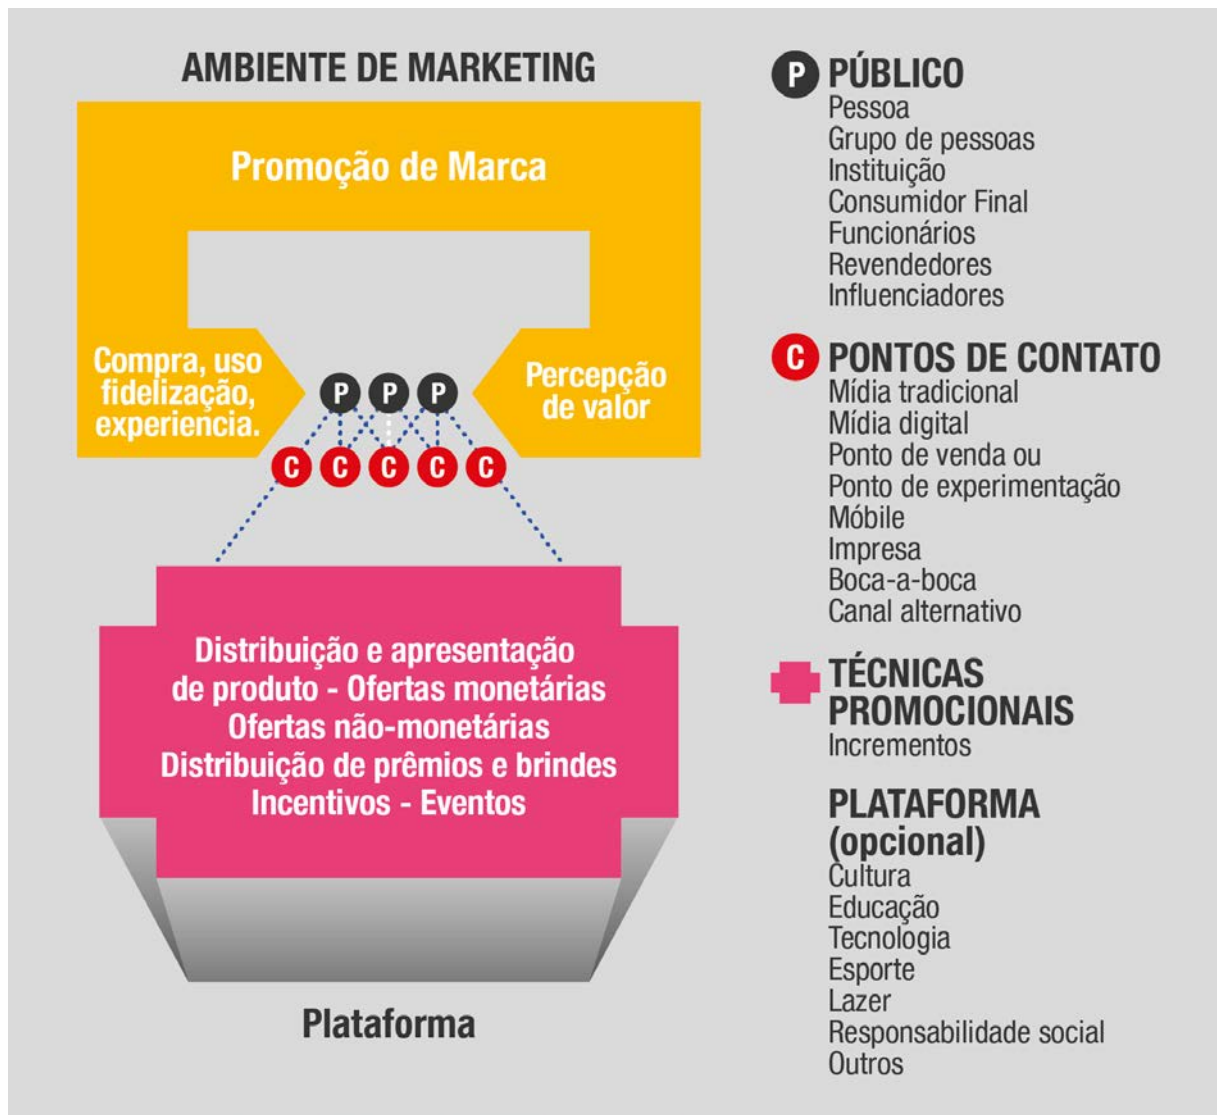 AMBIENTE DE MARKETING
Promoção de Marca
Compra, uso
fidelização,
experiencia.
Percepção
de valor
P P P
C C C C C
Distribuição e apresentação
de produto - Ofertas monetárias
Ofertas não-monetárias
Distribuição de prêmios e brindes
Incentivos - Eventos
Plataforma
P PÚBLICO
Pessoa
Grupo de pessoas
Instituição
Consumidor Final
Funcionários
Revendedores
Influenciadores
C PONTOS DE CONTATO
Mídia tradicional
Mídia digital
Ponto de venda ou
Ponto de experimentação
Móbile
Impresa
Boca-a-boca
Canal alternativo
TÉCNICAS
PROMOCIONAIS
Incrementos
PLATAFORMA
(opcional)
Cultura
Educação
Tecnologia
Esporte
Lazer
Responsabilidade social
Outros